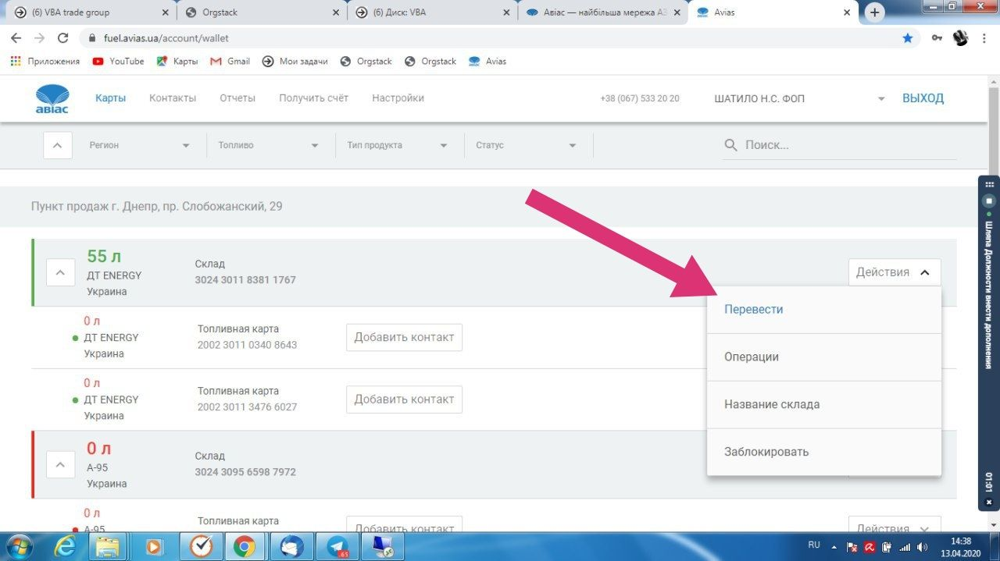 (6) VBA trade group
Orgstack
(5) Диск VBA
Авіас — найбільша мережа АЗ
Avias
fuel.avias.ua/account/wallet
Приложения
YouTube
Карты
Gmail
Мои задачи
Orgstack
Orgstack
Avias
авіас
Карты
Контакты
Отчеты
Получить счёт
Настройки
+38 (067) 533 20 20
ШАТИЛО Н.С. ФОП
ВЫХОД
Регион
Топливо
Тип продукта
Статус
Поиск...
Пункт продаж г. Днепр, пр. Слобожанский, 29
55 л
ДТ ENERGY
Украина
Склад
3024 3011 8381 1767
Действия
Перевести
Операции
Название склада
Заблокировать
0 л
ДТ ENERGY
Украина
Топливная карта
2002 3011 0340 8643
Добавить контакт
0 л
ДТ ENERGY
Украина
Топливная карта
2002 3011 3476 6027
Добавить контакт
0 л
А-95
Украина
Склад
3024 3095 6598 7972
0 л
А-95
Топливная карта
Добавить контакт
Действия
Шляпа Должности внести дополнения
01:01
.65
RU
14:38
13.04.2020